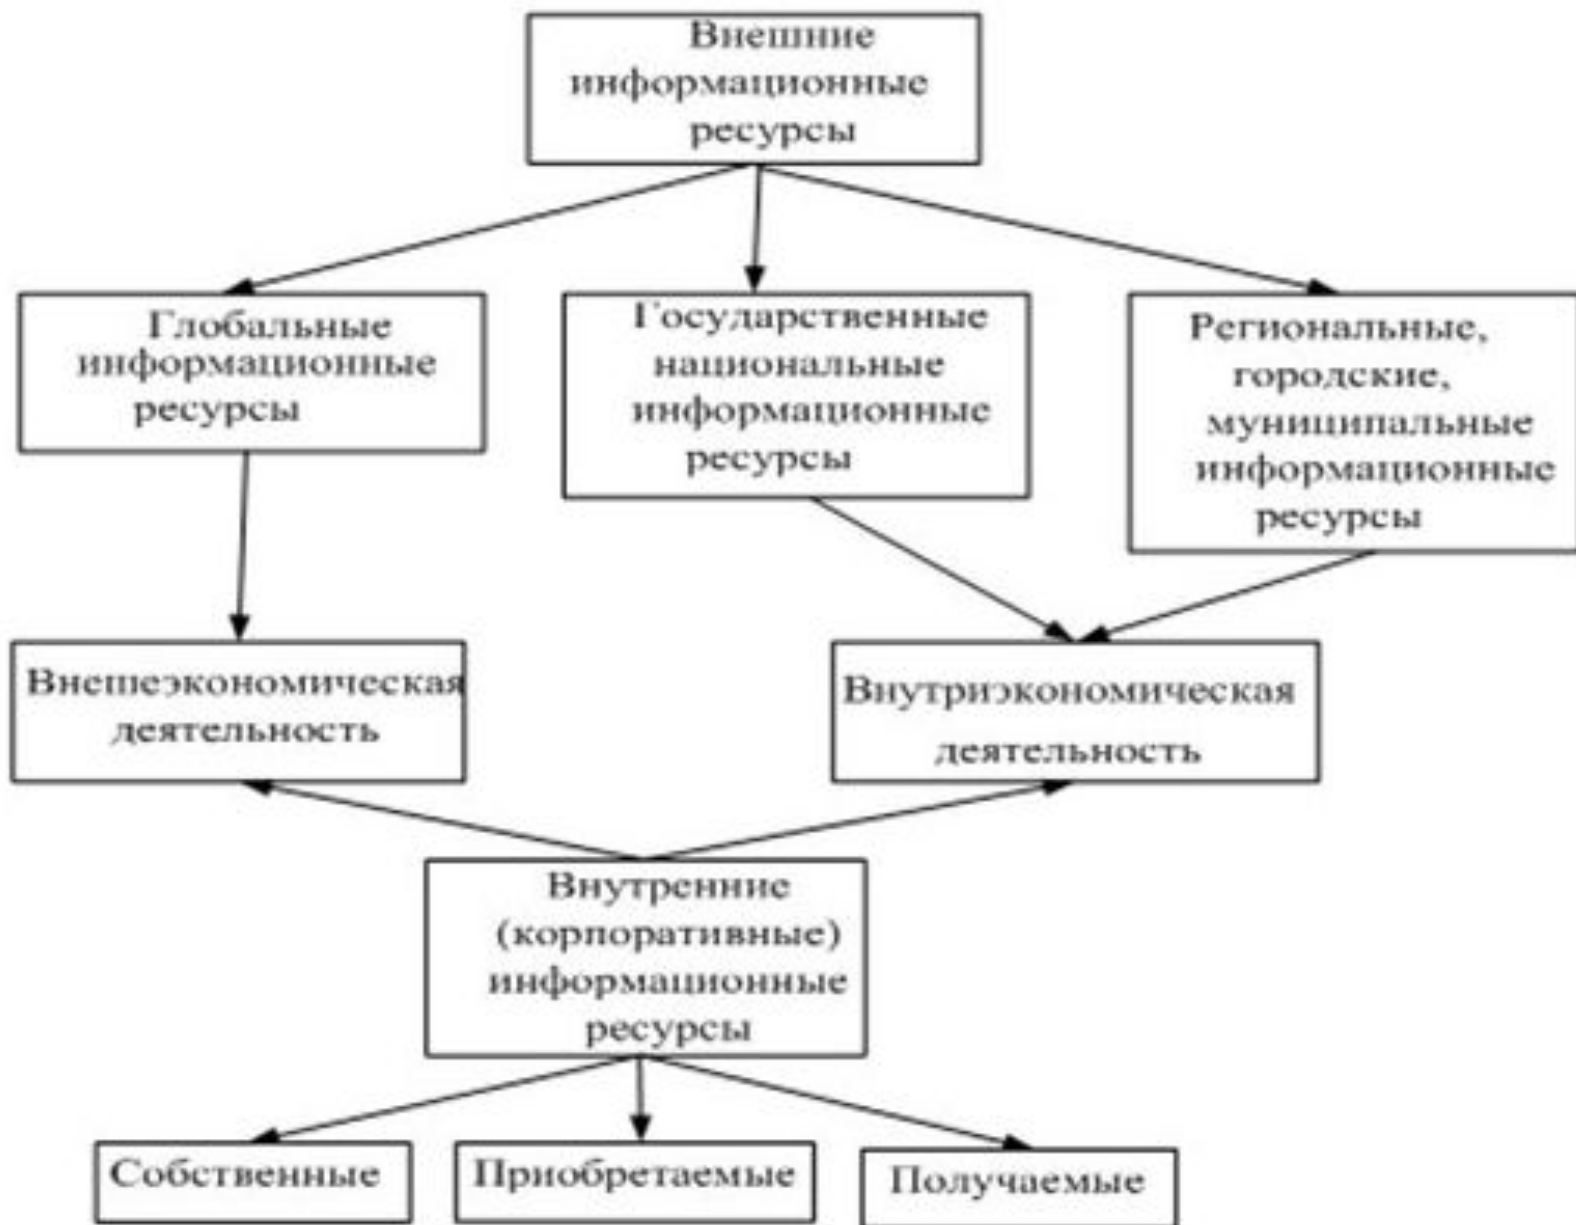 Внешние
информационные
ресурсы
Глобальные
информационные
ресурсы
Государственные
национальные
информационные
ресурсы
Региональные,
городские,
муниципальные
информационные
ресурсы
Внешеэкономическая
деятельность
Внутриэкономическая
деятельность
Внутренние
(корпоративные)
информационные
ресурсы
Собственные
Приобретаемые
Получаемые